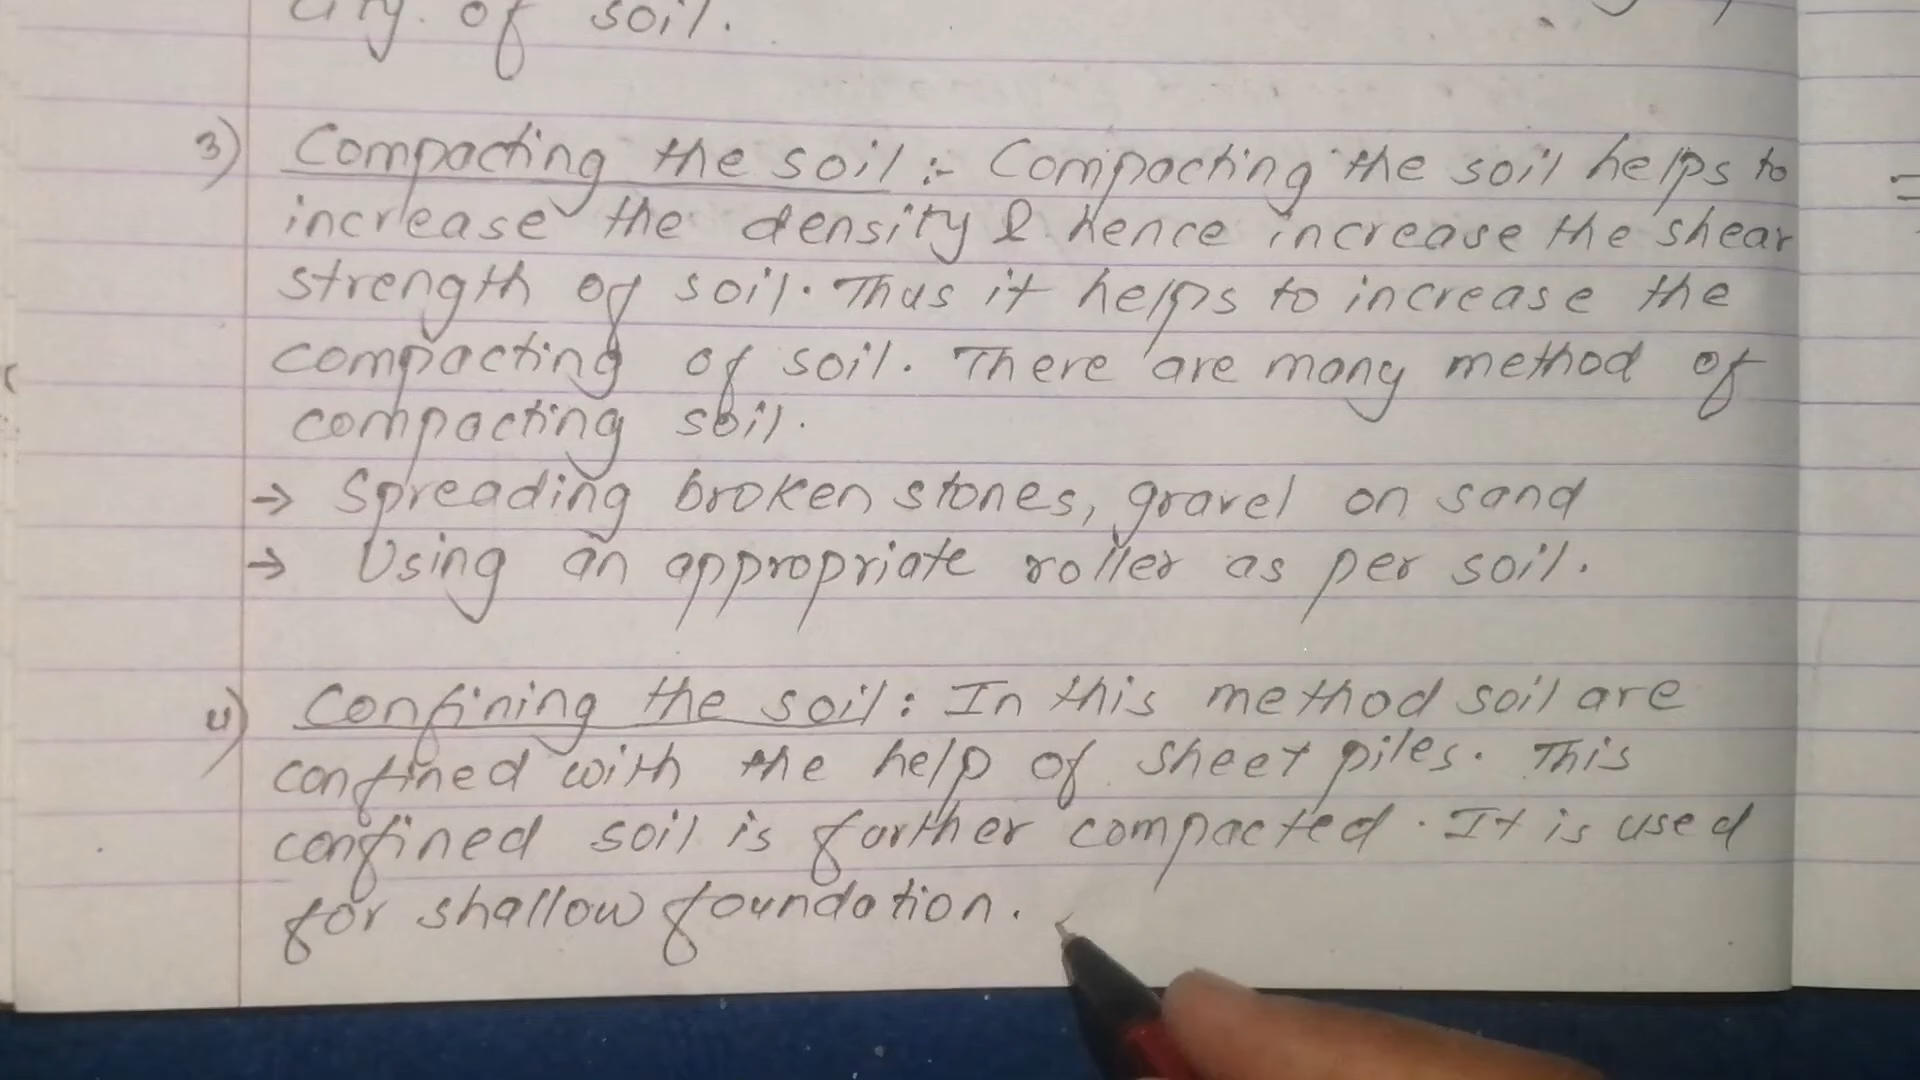 city. of soil.
3) Compacting the soil :- Compacting the soil helps to
increase the density & hence increase the shear
strength of soil. Thus it helps to increase the
compacting of soil. There are many method of
compacting soil.
→ Spreading broken stones, gravel on sand
→ Using an appropriate roller as per soil.
4) Confining the soil : In this method soil are
confined with the help of sheet piles. This
confined soil is further compacted. It is used
for shallow foundation.